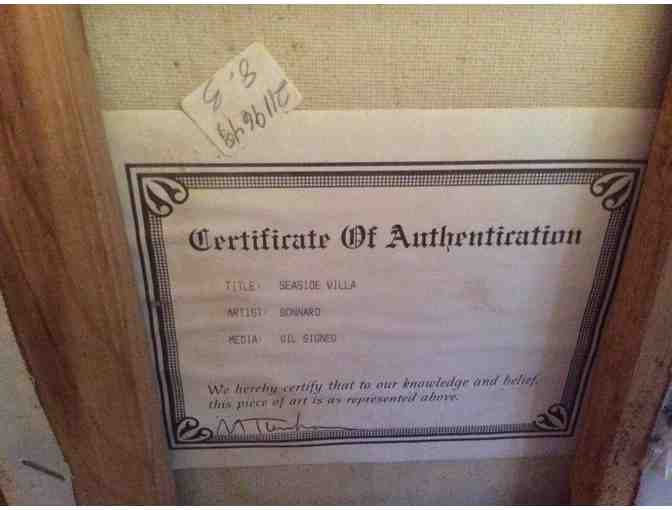 Certificate Of Authentication
TITLE: SEASIDE VILLA
ARTIST: BONNARD
MEDIA: OIL SIGNED
We hereby certify that to our knowledge and belief,
this piece of art is as represented above.